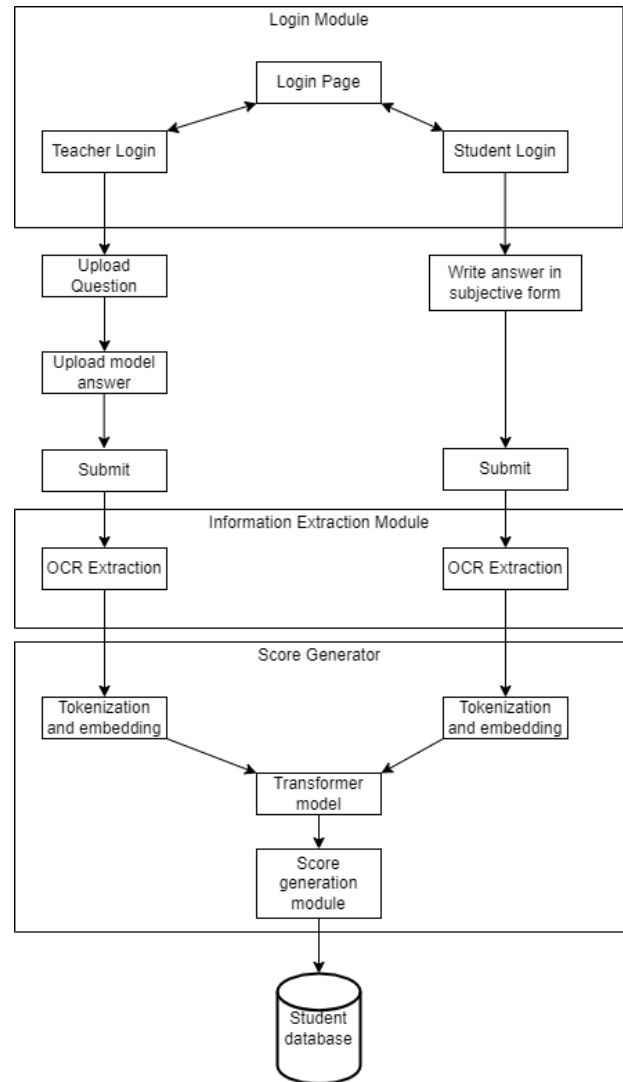 Login Module
Login Page
Teacher Login
Student Login
Upload
Question
Write answer in
subjective form
Upload model
answer
Submit
Submit
Information Extraction Module
OCR Extraction
OCR Extraction
Score Generator
Tokenization
and embedding
Tokenization
and embedding
Transformer
model
Score
generation
module
Student
database